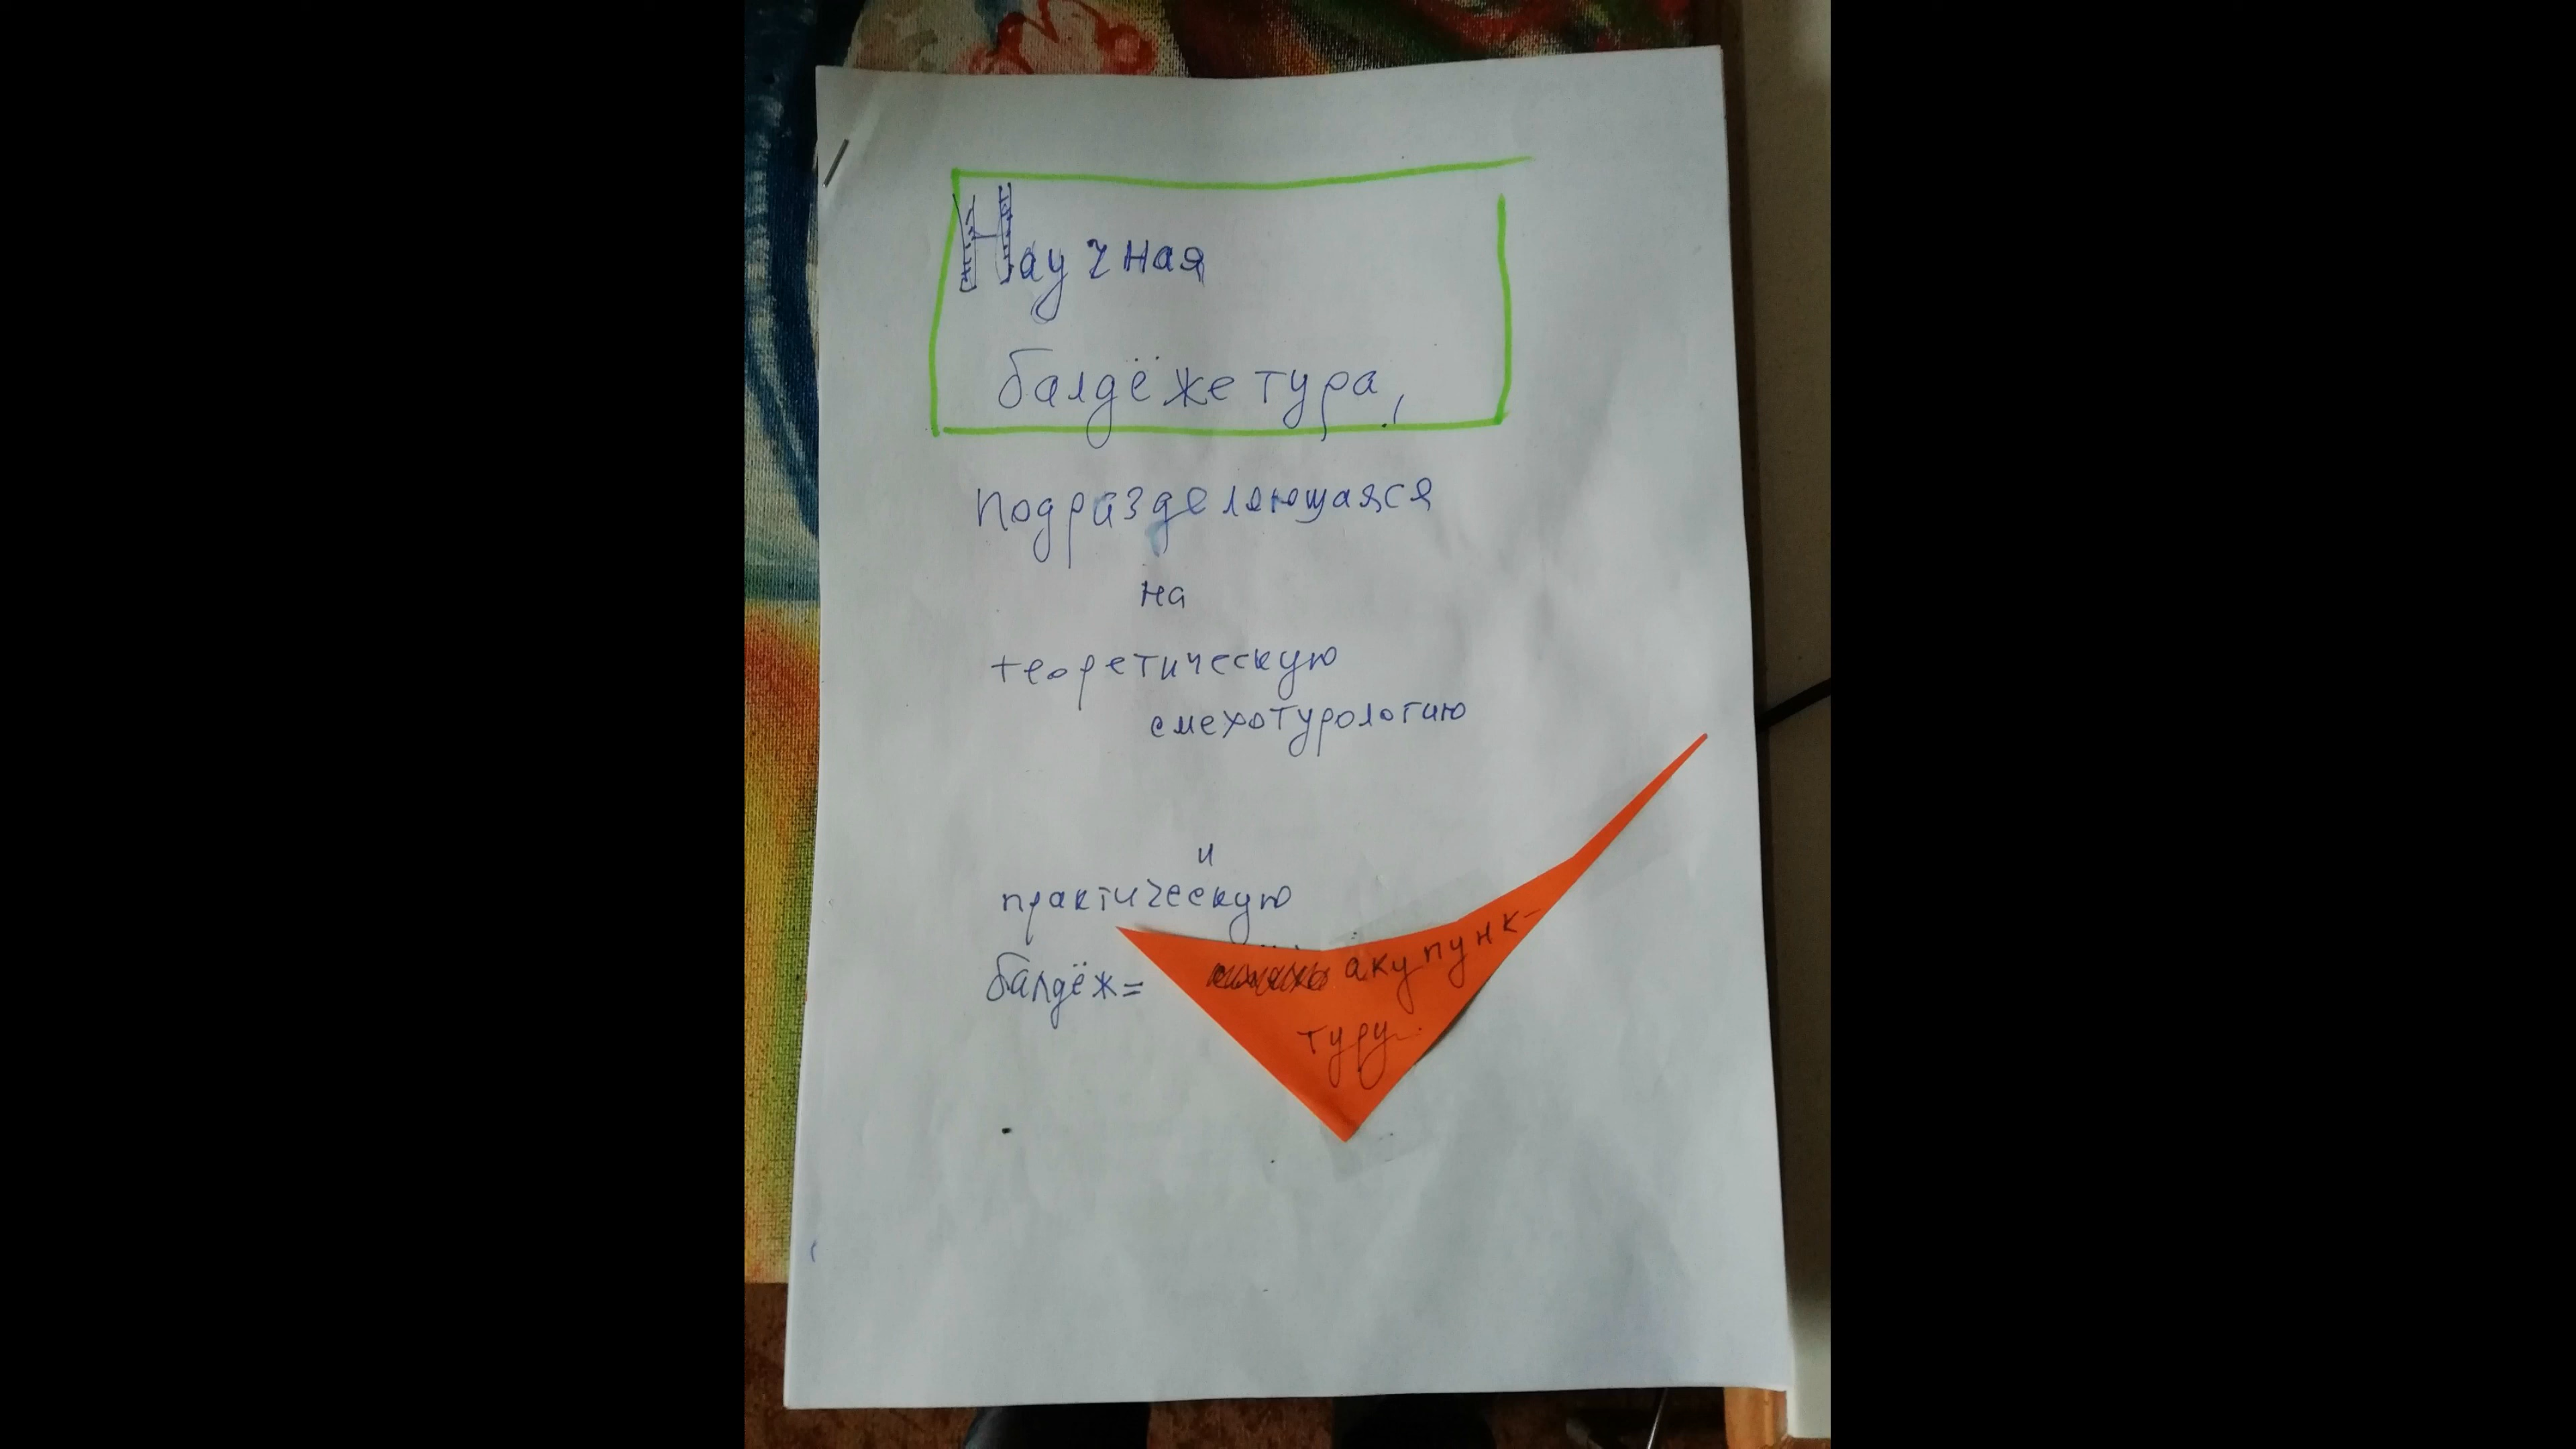 Научная
балдёжетура,
подразделяющаяся
на
теоретическую
смехотурологию
и
практическую
балдёж= акупунк-
туру.